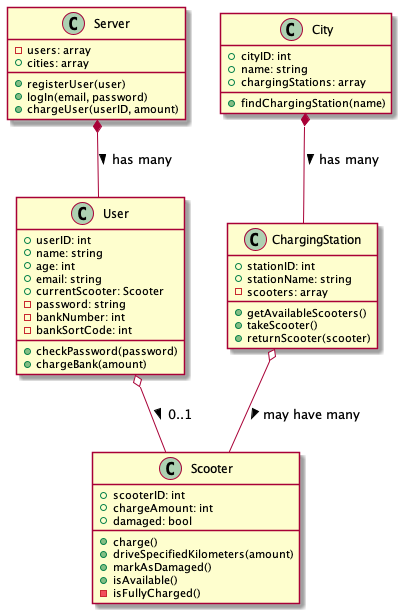 C Server
users: array
cities: array
registerUser(user)
logIn(email, password)
chargeUser(userID, amount)
C City
cityID: int
name: string
chargingStations: array
findChargingStation(name)
has many
has many
C User
userID: int
name: string
age: int
email: string
currentScooter: Scooter
password: string
bankNumber: int
bankSortCode: int
checkPassword(password)
chargeBank(amount)
C ChargingStation
stationID: int
stationName: string
scooters: array
getAvailableScooters()
takeScooter()
returnScooter(scooter)
0..1
may have many
C Scooter
scooterID: int
chargeAmount: int
damaged: bool
charge()
driveSpecifiedKilometers(amount)
markAsDamaged()
isAvailable()
isFullyCharged()